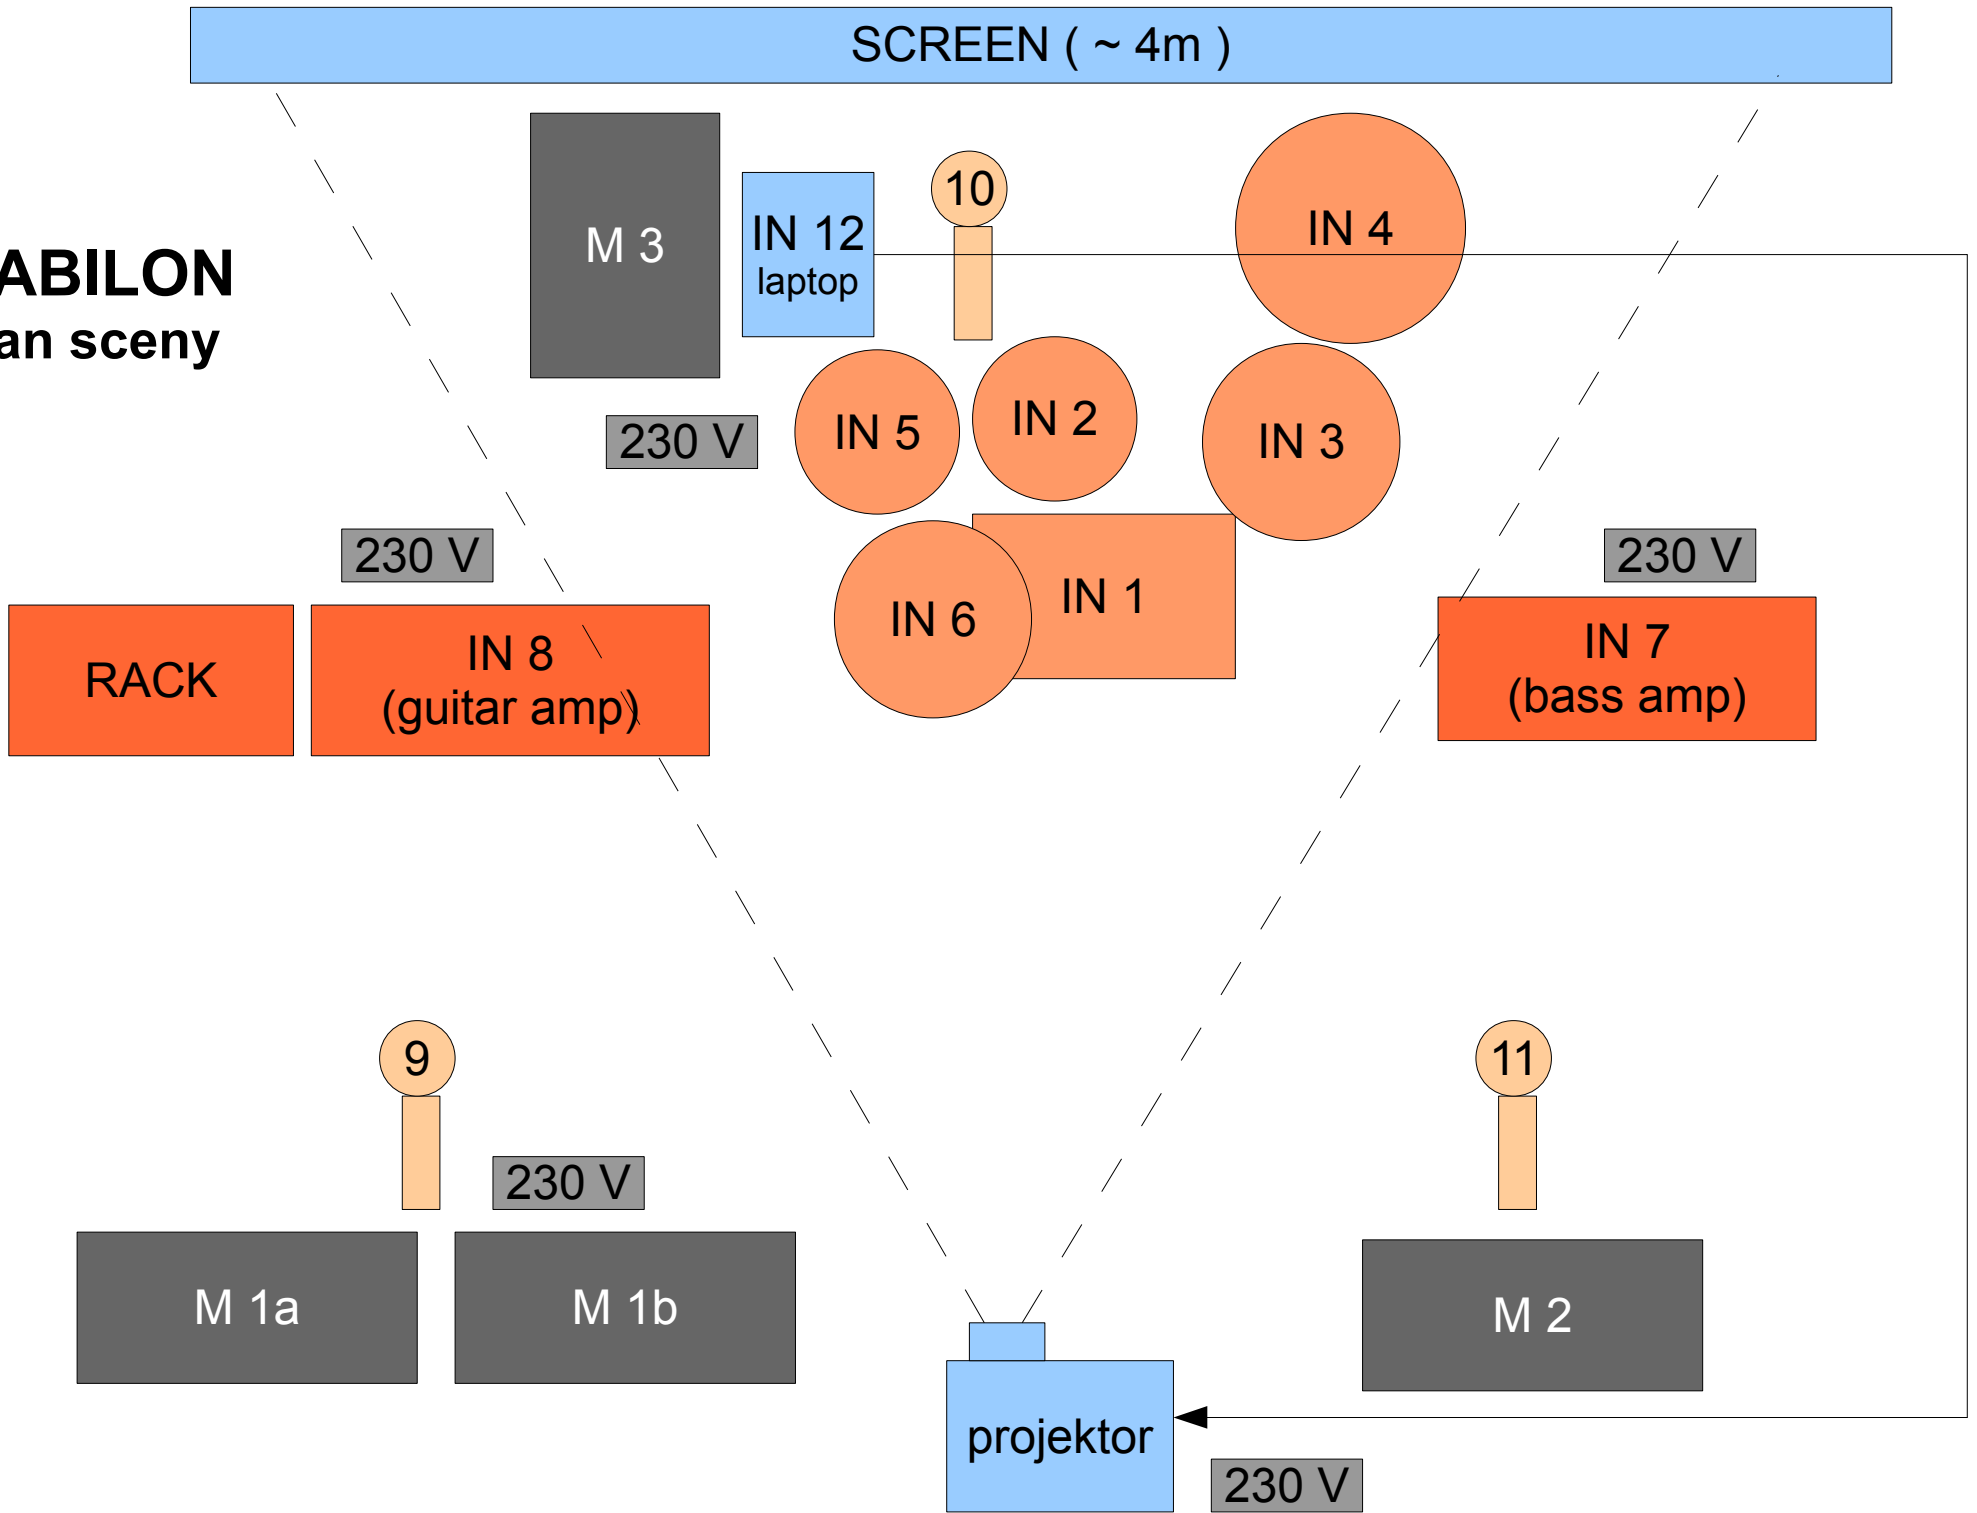 SCREEN ( ~ 4m )
10
M 3
IN 12
laptop
IN 4
ABILON
an sceny
IN 5
IN 2
IN 3
230 V
230 V
230 V
RACK
IN 8
(guitar amp)
IN 6
IN 1
IN 7
(bass amp)
9
11
230 V
M 1a
M 1b
M 2
projektor
230 V